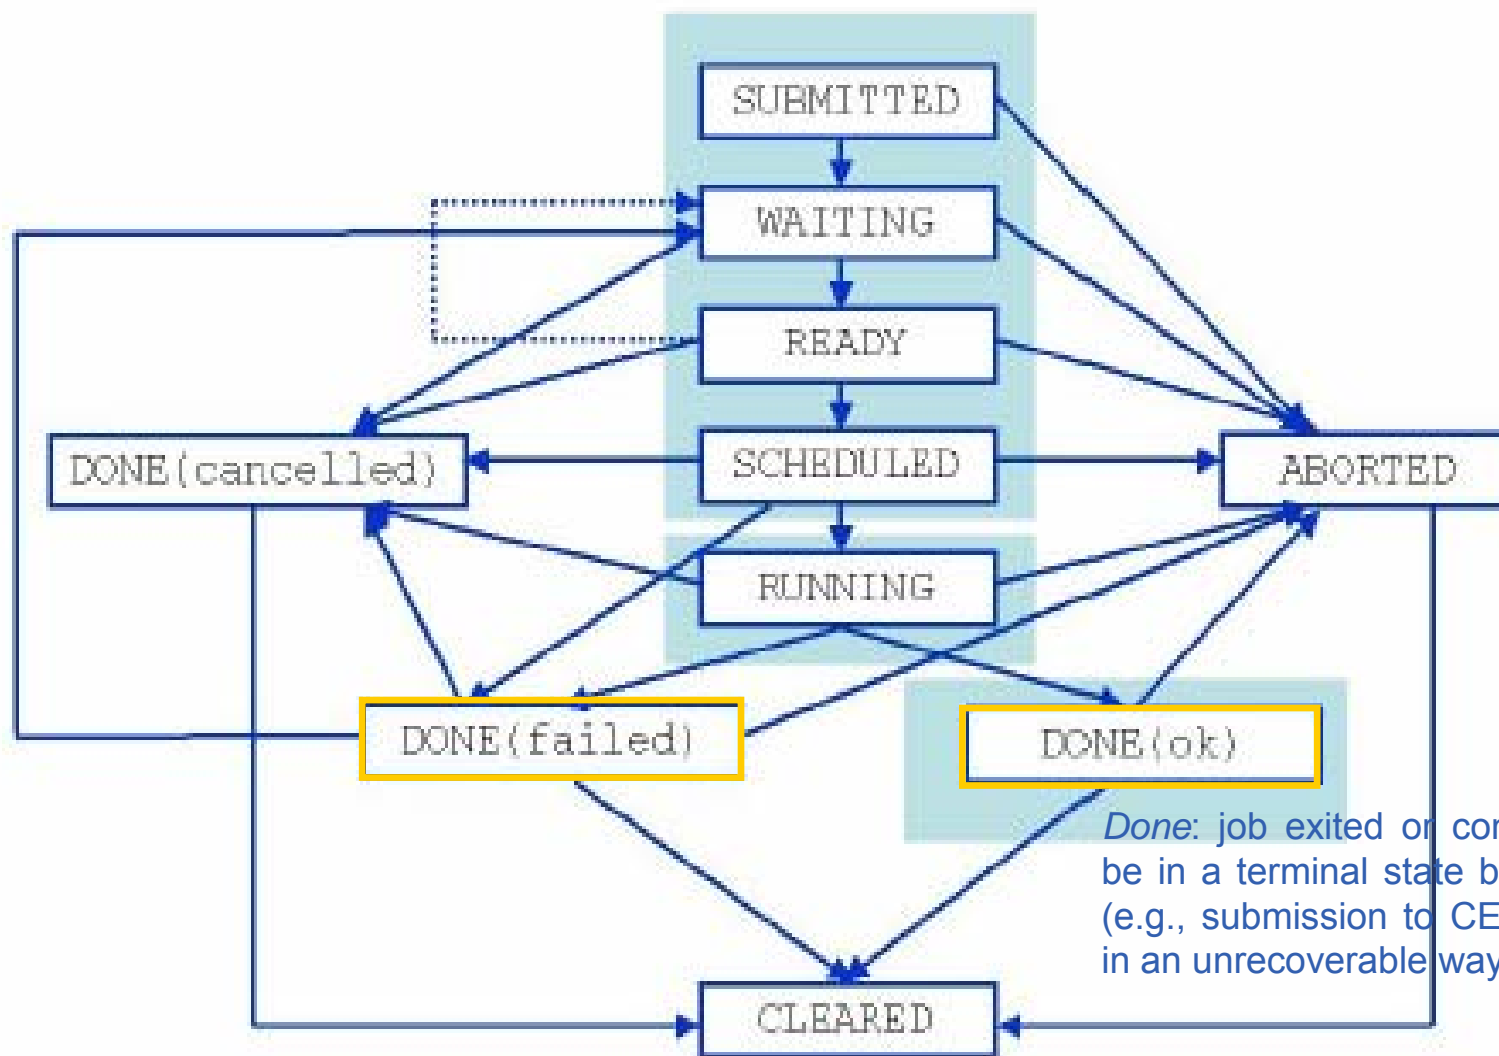 SUBMITTED
WAITING
READY
DONE(cancelled)
SCHEDULED
ABORTED
RUNNING
DONE(failed)
DONE(ok)
Done: job exited or
be in a terminal state
(e.g., submission to CE
in an unrecoverable way
CLEARED